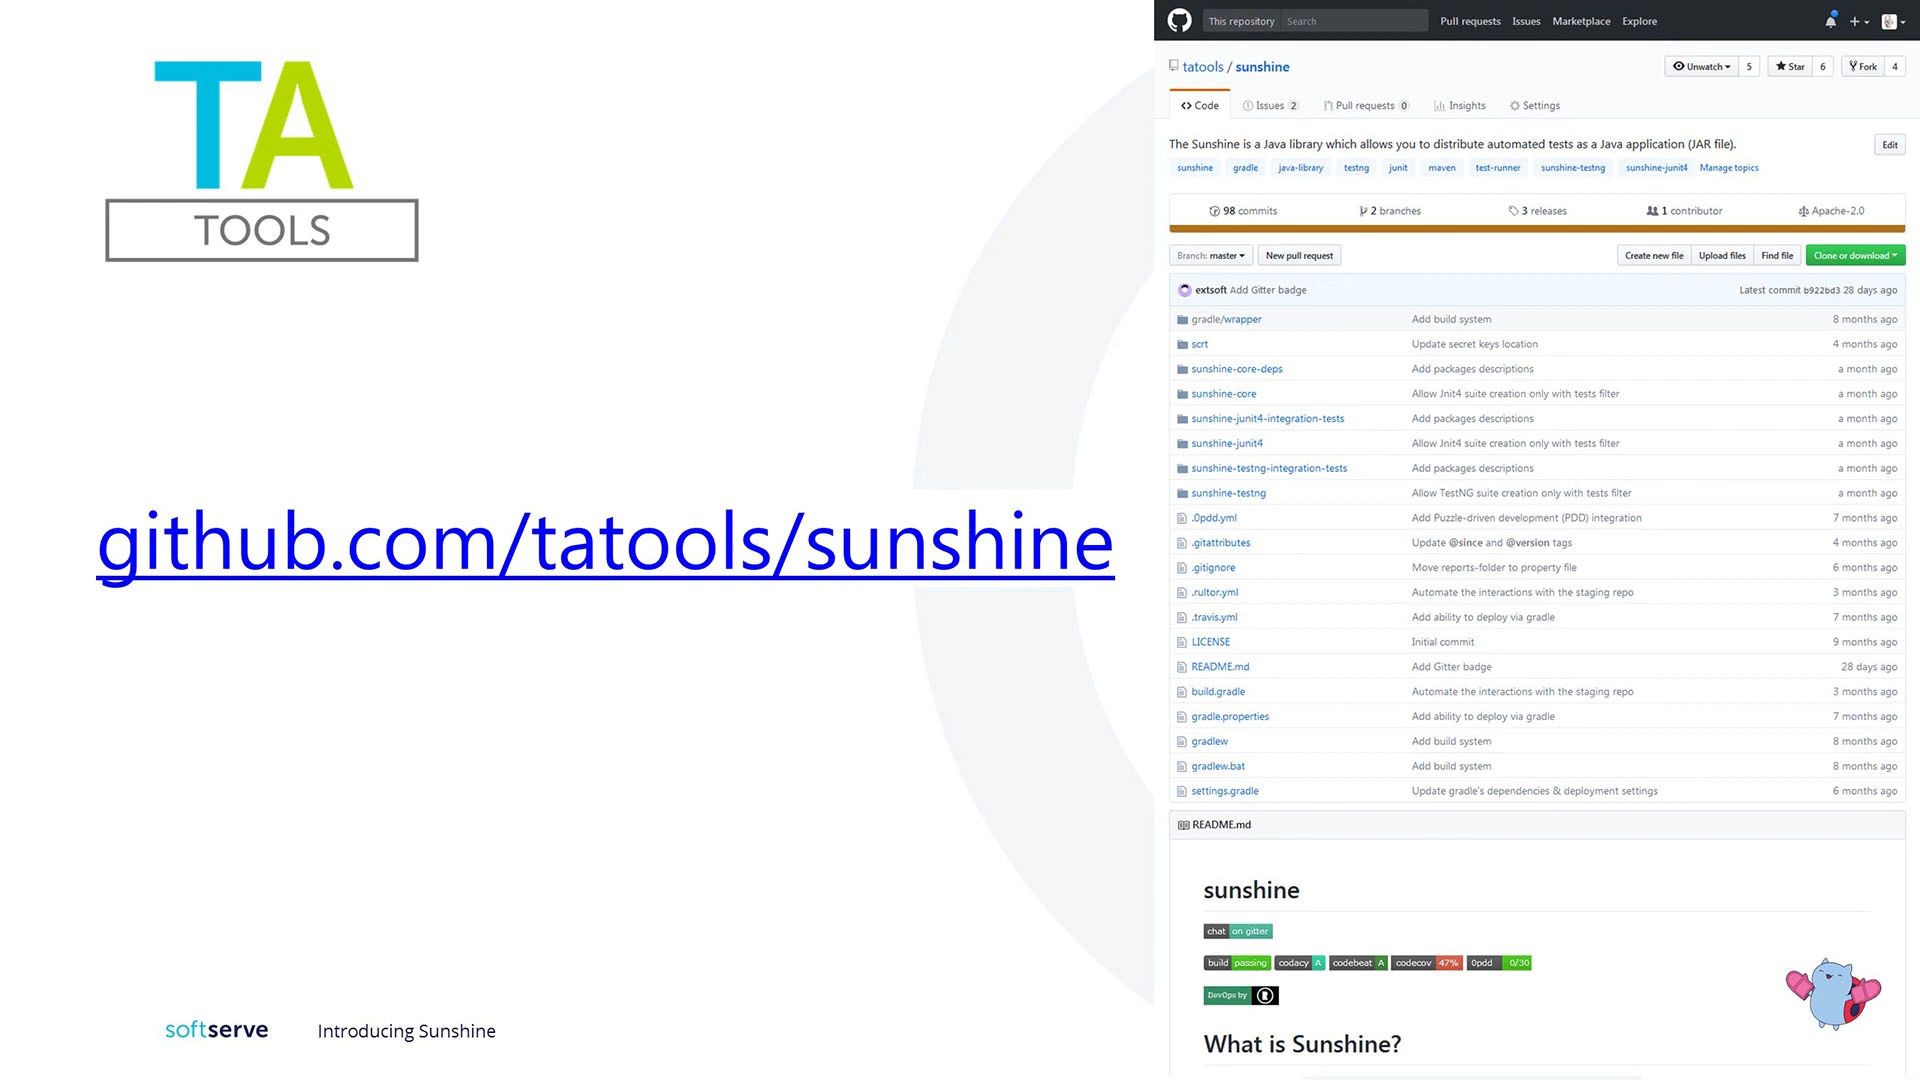 TA
TOOLS
github.com/tatools/sunshine
softserve
Introducing Sunshine
This repository Search Pull requests Issues Marketplace Explore
tatools / sunshine
Unwatch 5 Star 6 Fork 4
Code Issues 2 Pull requests 0 Insights Settings
The Sunshine is a Java library which allows you to distribute automated tests as a Java application (JAR file).
Edit
sunshine gradle java-library testng junit maven test-runner sunshine-testng sunshine-junit4 Manage topics
98 commits 2 branches 3 releases 1 contributor Apache-2.0
Branch: master New pull request Create new file Upload files Find file Clone or download
extsoft Add Gitter badge Latest commit b922bd3 28 days ago
gradle/wrapper Add build system 8 months ago
scrt Update secret keys location 4 months ago
sunshine-core-deps Add packages descriptions a month ago
sunshine-core Allow Jnit4 suite creation only with tests filter a month ago
sunshine-junit4-integration-tests Add packages descriptions a month ago
sunshine-junit4 Allow Jnit4 suite creation only with tests filter a month ago
sunshine-testng-integration-tests Add packages descriptions a month ago
sunshine-testng Allow TestNG suite creation only with tests filter a month ago
.0pdd.yml Add Puzzle-driven development (PDD) integration 7 months ago
.gitattributes Update @since and @version tags 4 months ago
.gitignore Move reports-folder to property file 6 months ago
.rultor.yml Automate the interactions with the staging repo 3 months ago
.travis.yml Add ability to deploy via gradle 7 months ago
LICENSE Initial commit 9 months ago
README.md Add Gitter badge 28 days ago
build.gradle Automate the interactions with the staging repo 3 months ago
gradle.properties Add ability to deploy via gradle 7 months ago
gradlew Add build system 8 months ago
gradlew.bat Add build system 8 months ago
settings.gradle Update gradle's dependencies & deployment settings 6 months ago
README.md
sunshine
chat on gitter
build passing codacy A codebeat A codecov 47% 0pdd 0/30
DevOps by
What is Sunshine?